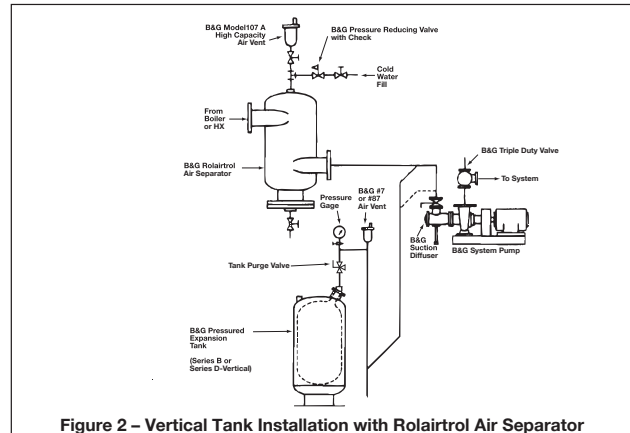 B&G Model107 A
High Capacity
Air Vent
B&G Pressure Reducing Valve
with Check
Cold
Water
Fill
From
Boiler
or HX
B&G Rolairtrol
Air Separator
B&G Triple Duty Valve
To System
Pressure
Gage
B&G #7
or #87
Air Vent
B&G
Suction
Diffuser
B&G System Pump
Tank Purge Valve
B&G Pressured
Expansion
Tank
(Series B or
Series D-Vertical)
Figure 2 – Vertical Tank Installation with Rolairtrol Air Separator